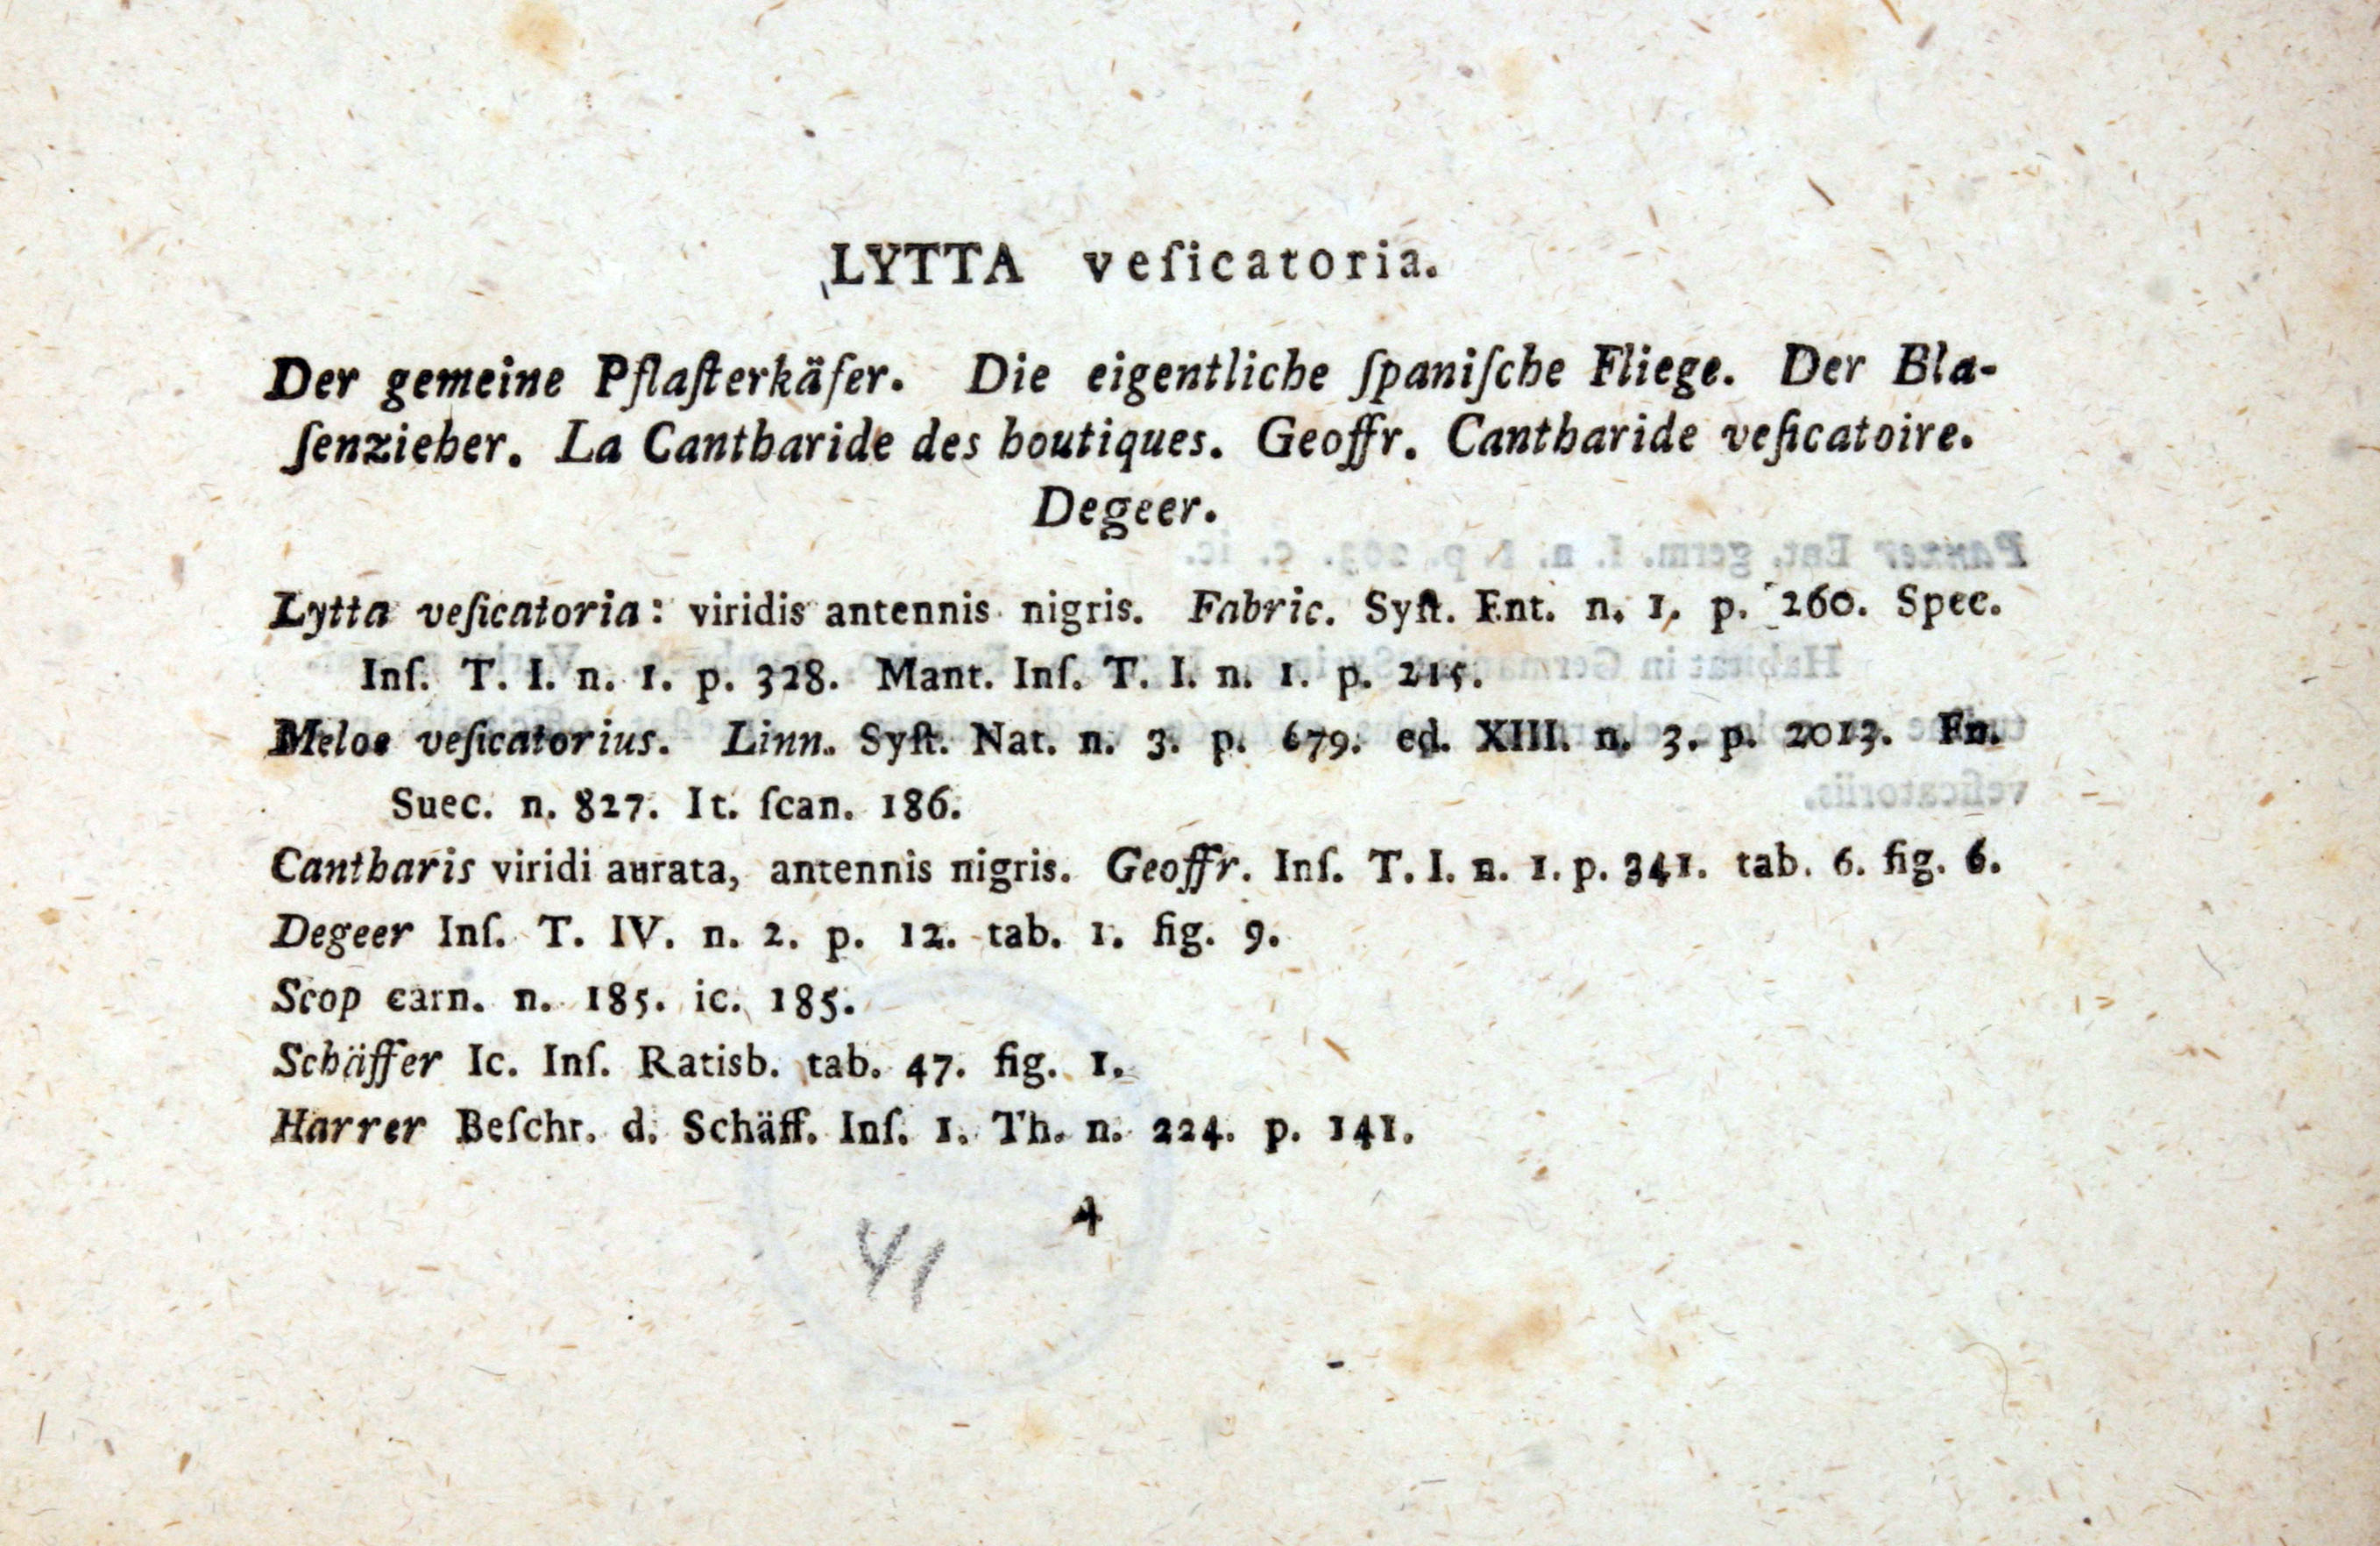 LYTTA veſicatoria.
Der gemeine Pflaſterkäfer. Die eigentliche ſpaniſche Fliege. Der Bla-
ſenzieher. La Cantharide des boutiques. Geoffr. Cantharide veſicatoire.
Degeer.
Lytta veſicatoria: viridis antennis nigris. Fabric. Syſt. Ent. n. 1. p. 260. Spec.
Inſ. T. I. n. 1. p. 328. Mant. Inſ. T. I. n. 1. p. 215.
Meloe veſicatorius. Linn. Syſt. Nat. n. 3. p. 679. ed. XIII. n. 3. p. 2013. Fn.
Suec. n. 827. It. ſcan. 186.
Cantharis viridi aurata, antennis nigris. Geoffr. Inſ. T. I. n. 1. p. 341. tab. 6. fig. 6.
Degeer Inſ. T. IV. n. 2. p. 12. tab. 1. fig. 9.
Scop carn. n. 185. ic. 185.
Schäffer Ic. Inſ. Ratisb. tab. 47. fig. 1.
Harrer Beſchr. d. Schäff. Inſ. 1. Th. n. 224. p. 141.
4
41